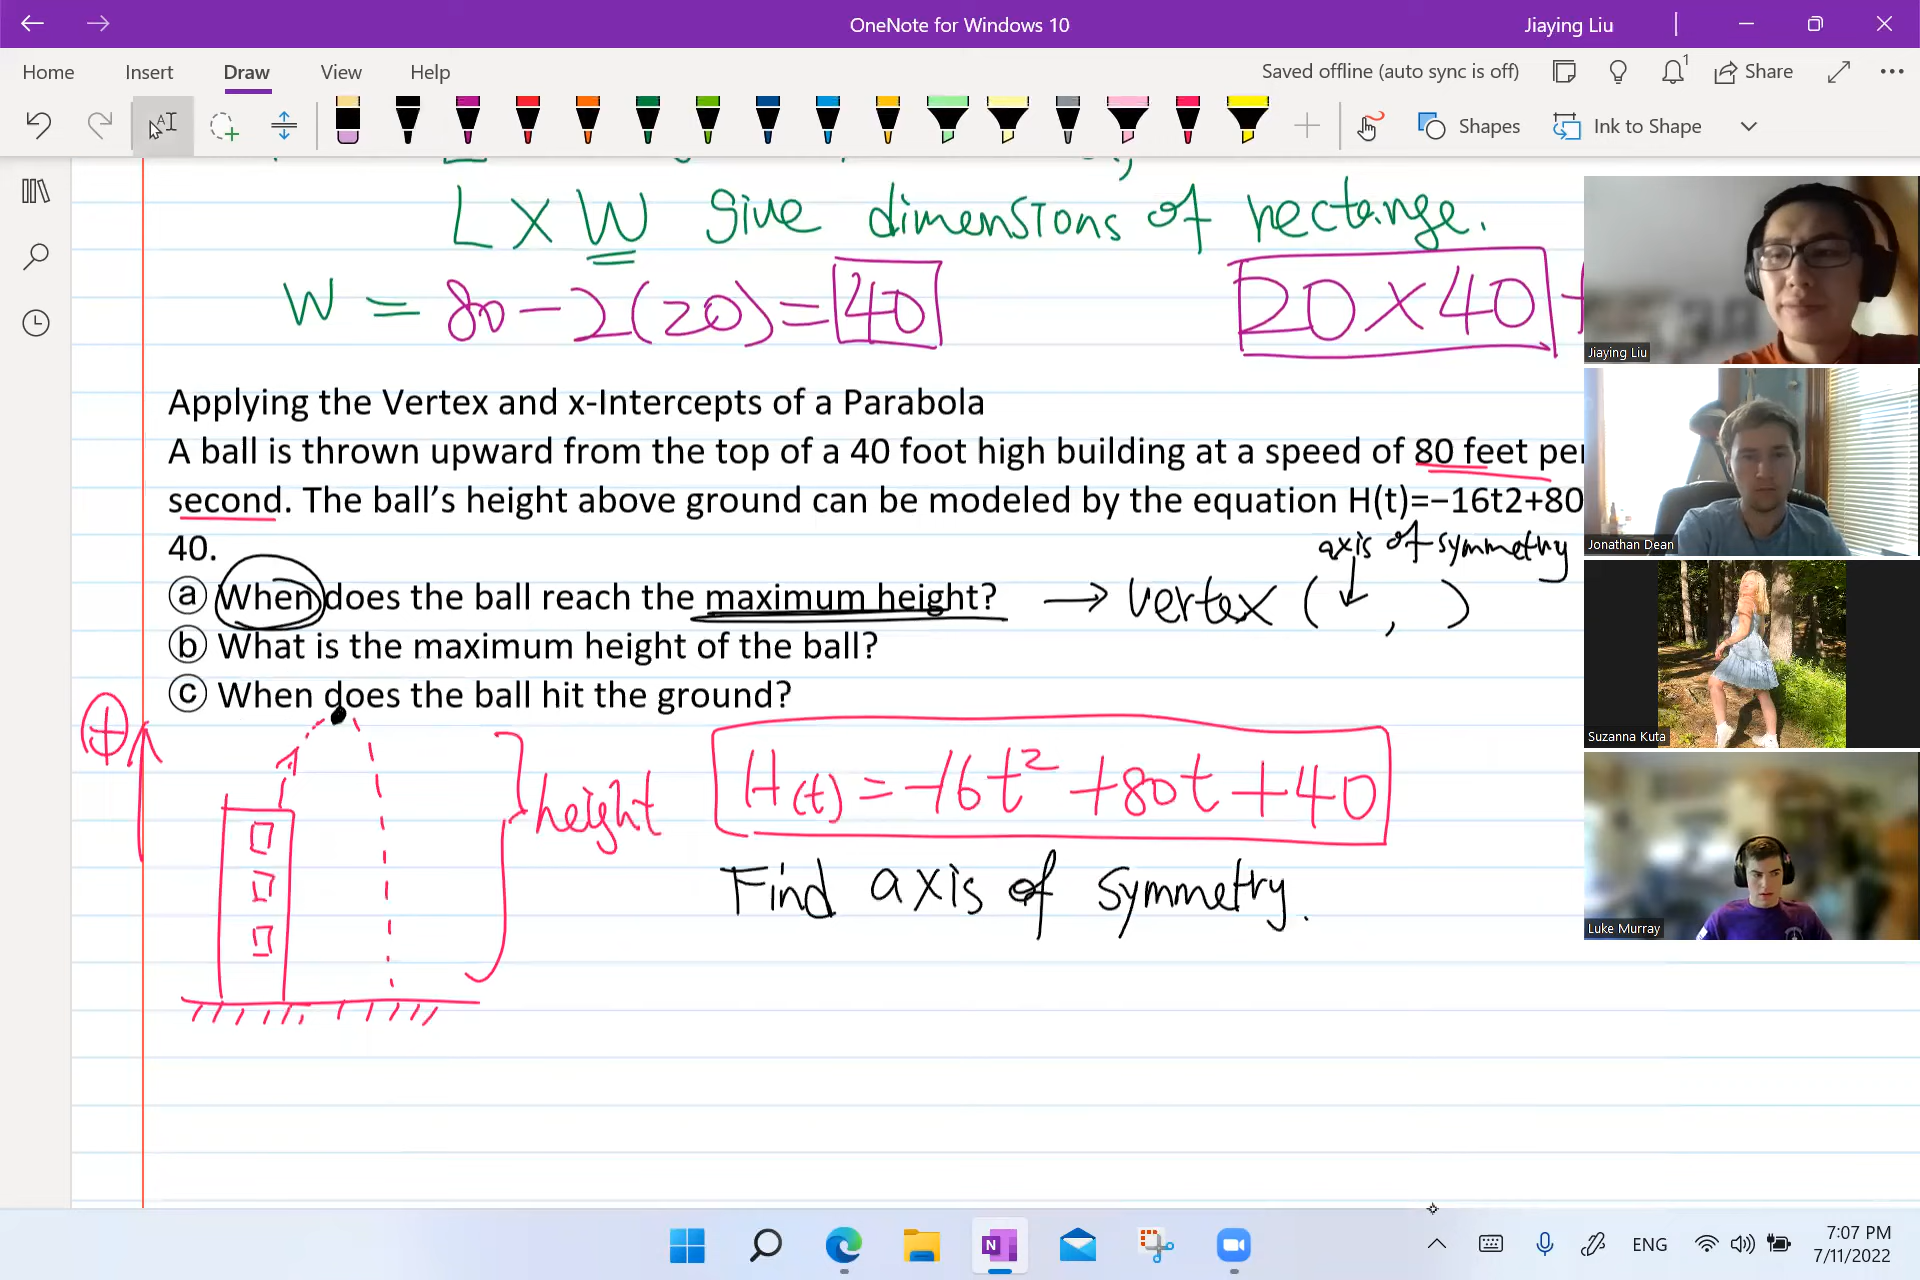 OneNote for Windows 10
Jiaying Liu
Home Insert Draw View Help
Saved offline (auto sync is off)
1
Share
Shapes
Ink to Shape
L X W give dimensions of rectange.
W = 80 - 2(20) = 40
20 x 40
Applying the Vertex and x-Intercepts of a Parabola
A ball is thrown upward from the top of a 40 foot high building at a speed of 80 feet per
second. The ball’s height above ground can be modeled by the equation H(t)=−16t2+80
40.
axis of symmetry
ⓐ When does the ball reach the maximum height? → vertex ( , )
ⓑ What is the maximum height of the ball?
ⓒ When does the ball hit the ground?
+
height
H(t) = -16t² +80t +40
Find axis of symmetry.
Jiaying Liu
Jonathan Dean
Suzanna Kuta
Luke Murray
N
ENG
7:07 PM
7/11/2022